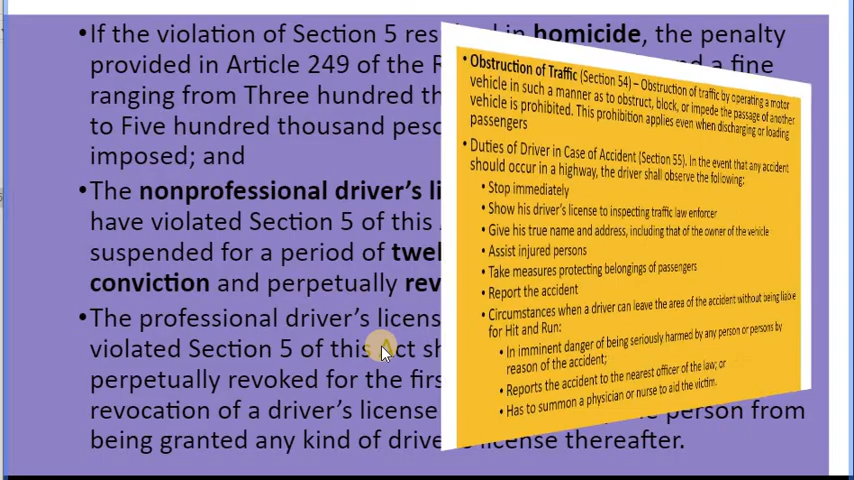 •If the violation of Section 5 res in homicide, the penalty
provided in Article 249 of the R and a fine
ranging from Three hundred th
to Five hundred thousand peso
imposed; and
•The nonprofessional driver's li
have violated Section 5 of this
suspended for a period of twel
conviction and perpetually rev
•The professional driver's licens
violated Section 5 of this Act sh
perpetually revoked for the firs
revocation of a driver's license person from
being granted any kind of drive license thereafter.
• Obstruction of Traffic (Section 54) – Obstruction of traffic by operating a motor
vehicle in such a manner as to obstruct, block, or impede the passage of another
vehicle is prohibited. This prohibition applies even when discharging or loading
passengers
• Duties of Driver in Case of Accident (Section 55). In the event that any accident
should occur in a highway, the driver shall observe the following:
• Stop immediately
• Show his driver's license to inspecting traffic law enforcer
• Give his true name and address, including that of the owner of the vehicle
• Assist injured persons
• Take measures protecting belongings of passengers
• Report the accident
• Circumstances when a driver can leave the area of the accident without being liable
for Hit and Run:
• In imminent danger of being seriously harmed by any person or persons by
reason of the accident;
• Reports the accident to the nearest officer of the law; or
• Has to summon a physician or nurse to aid the victim.